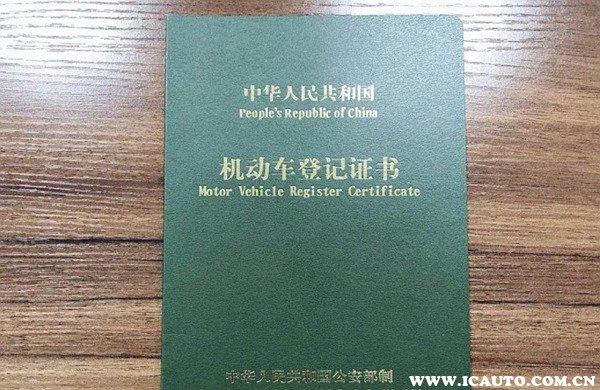 中华人民共和国
People's Republic of China
机动车登记证书
Motor Vehicle Register Certificate
中华人民共和国公安部制
WWW.ICAUTO.COM.CN